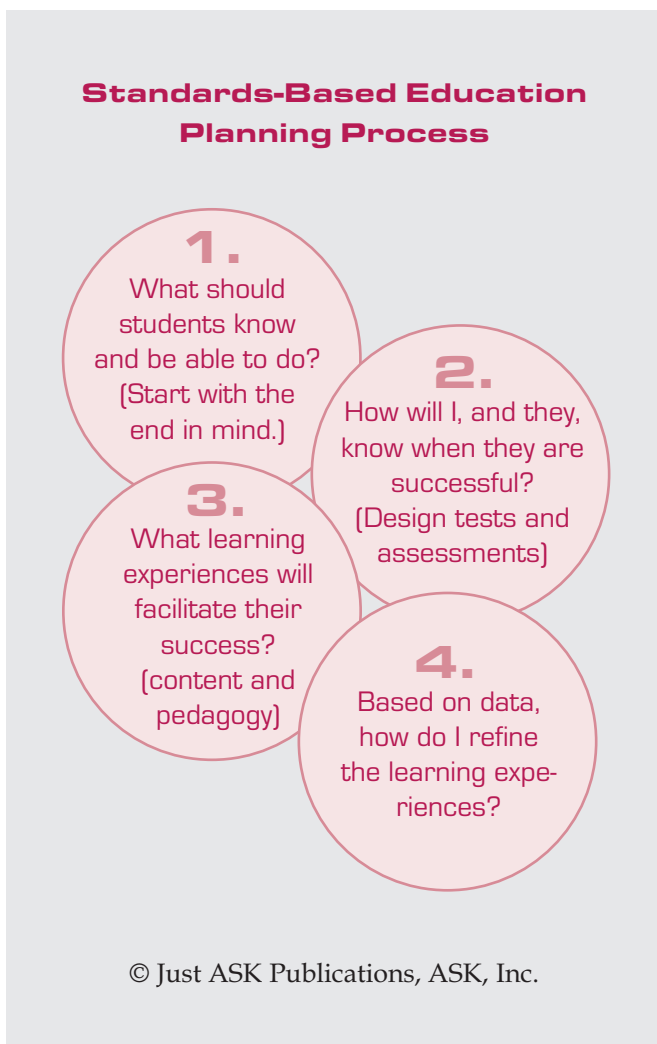 Standards-Based Education
Planning Process
1.
What should
students know
and be able to do?
(Start with the
end in mind.)
2.
How will I, and they,
know when they are
successful?
(Design tests and
assessments)
3.
What learning
experiences will
facilitate their
success?
(content and
pedagogy)
4.
Based on data,
how do I refine
the learning expe-
riences?
© Just ASK Publications, ASK, Inc.